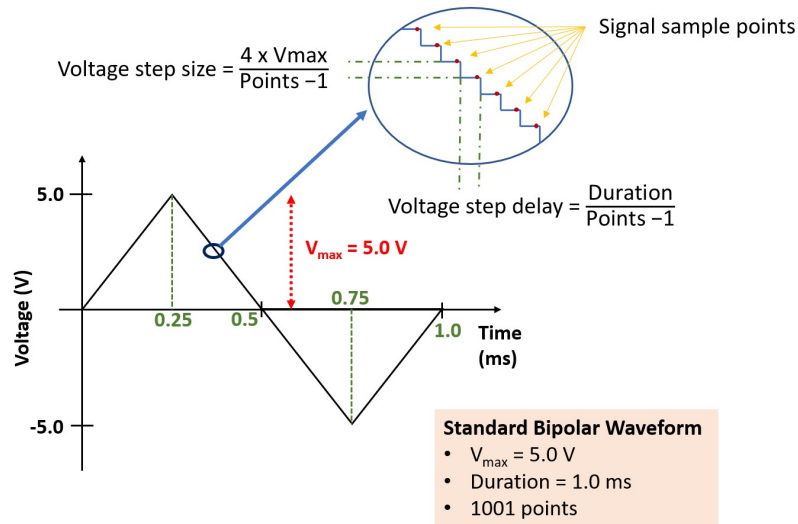 Signal sample points
Voltage step size = 4 x Vmax
Points −1
Voltage step delay = Duration
Points −1
5.0
Vmax = 5.0 V
0.75
0.25
0.5
1.0
Time
(ms)
Voltage (V)
-5.0
Standard Bipolar Waveform
• Vmax = 5.0 V
• Duration = 1.0 ms
• 1001 points